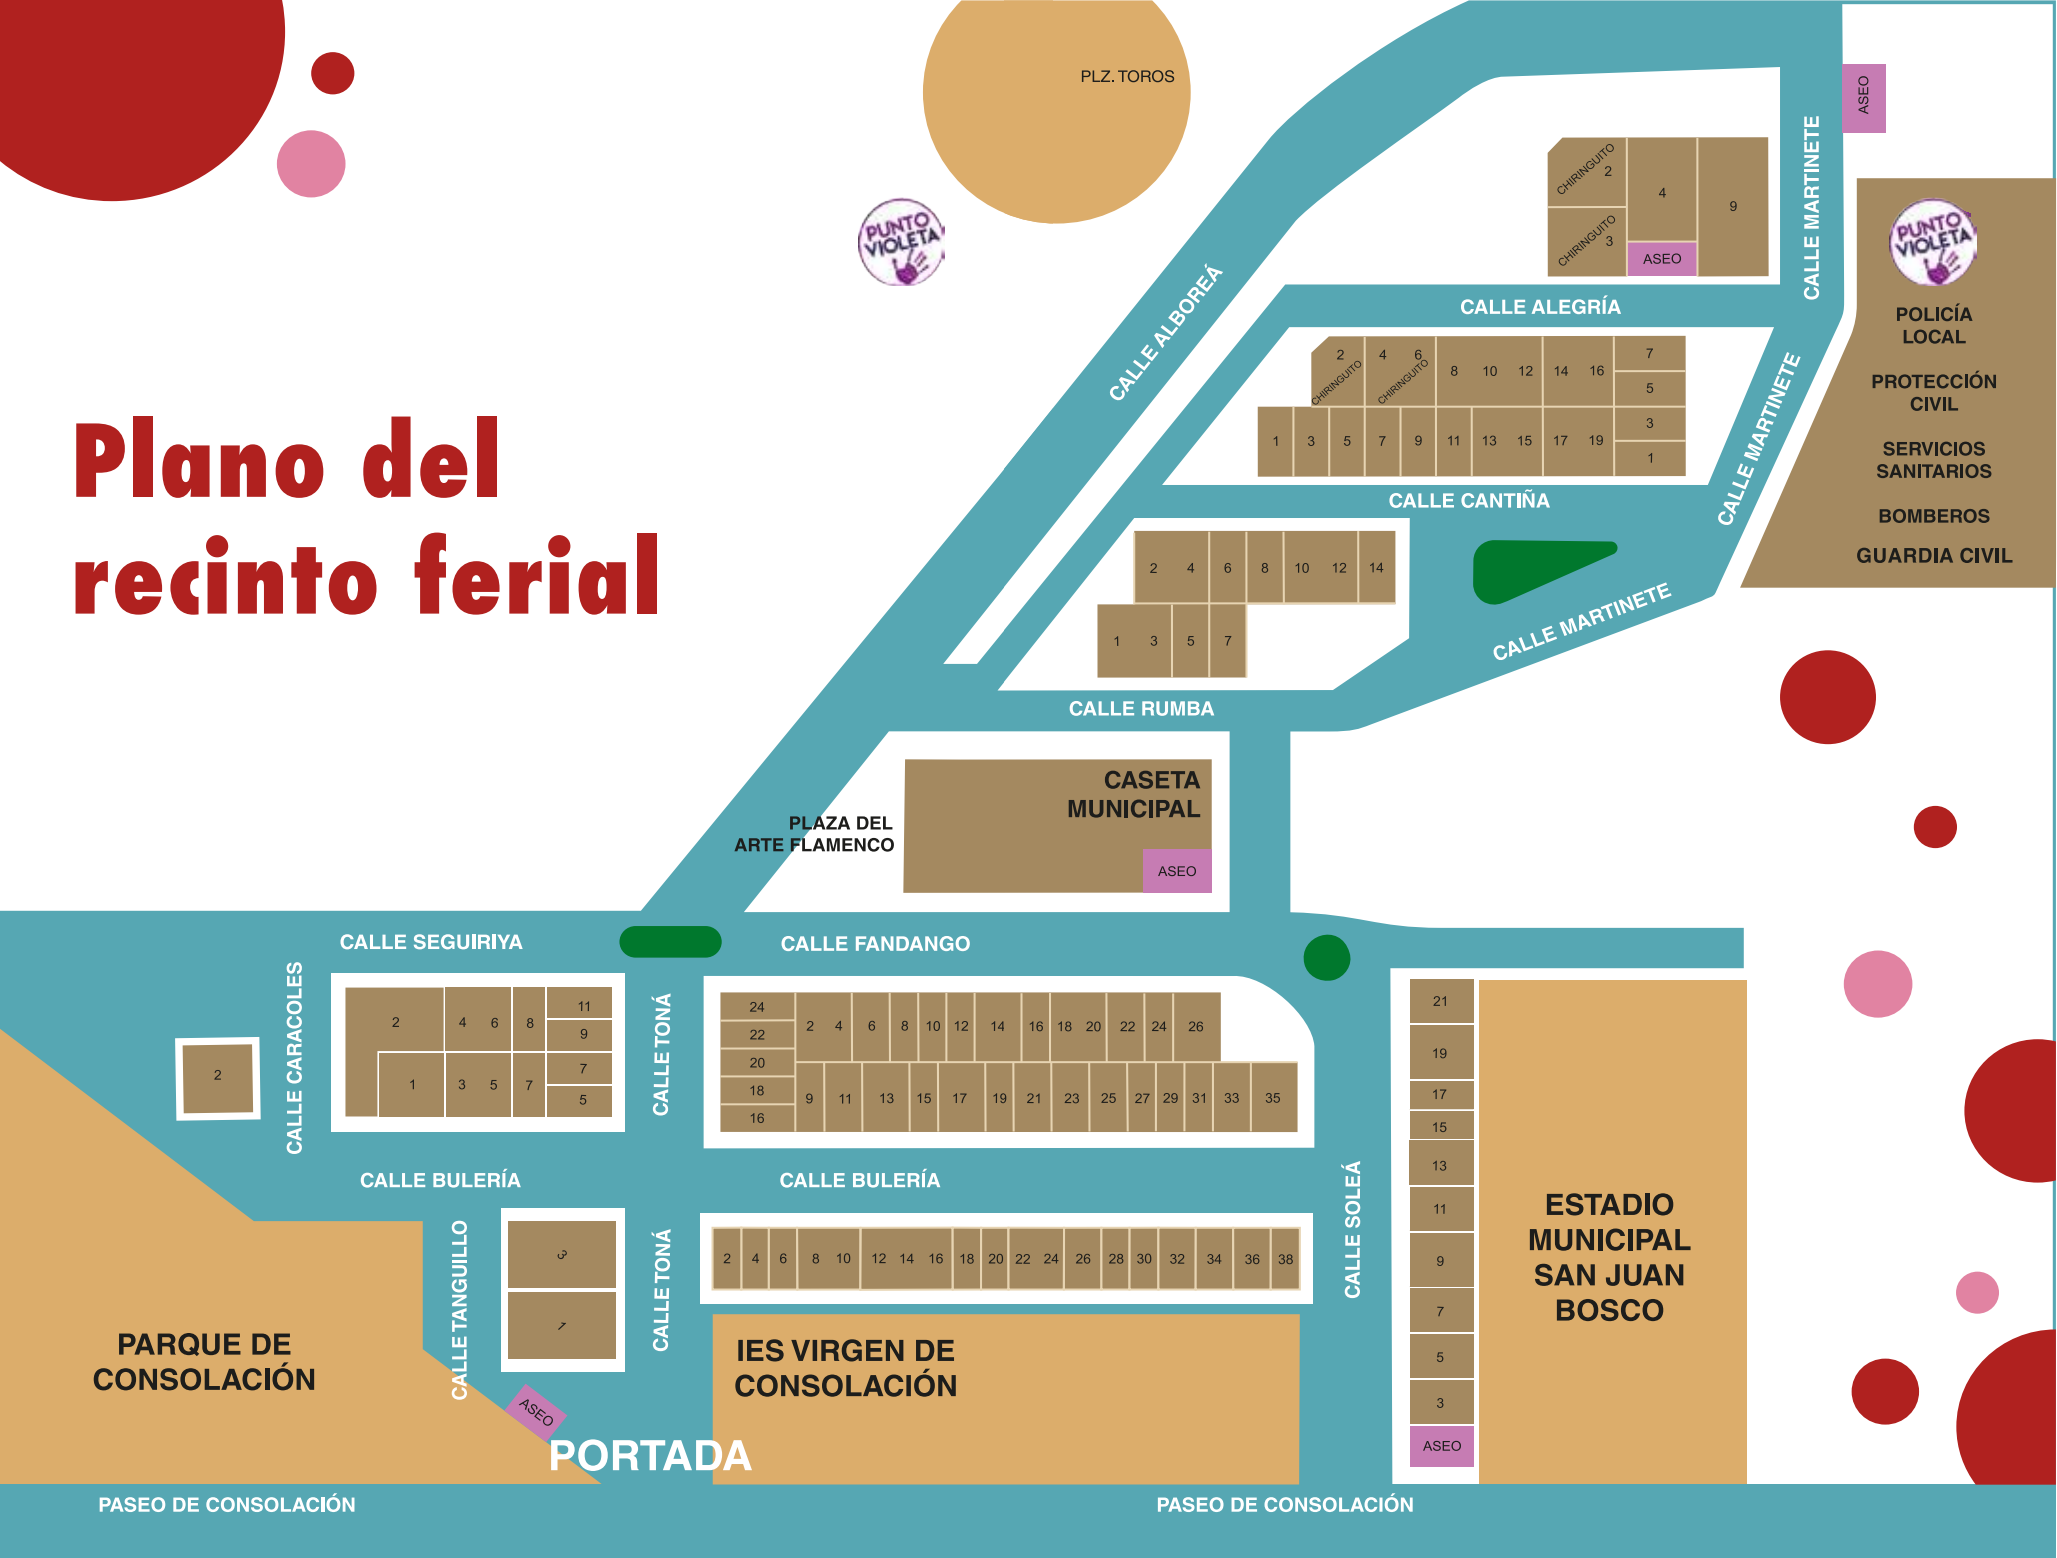 Plano del
recinto ferial
PLZ. TOROS
PUNTO
VIOLETA
ASEO
CALLE MARTINETE
CHIRINGUITO
2
CHIRINGUITO
3
4
ASEO
9
PUNTO
VIOLETA
POLICÍA
LOCAL
PROTECCIÓN
CIVIL
SERVICIOS
SANITARIOS
BOMBEROS
GUARDIA CIVIL
CALLE ALBOREÁ
CALLE ALEGRÍA
2
CHIRINGUITO
4 6
CHIRINGUITO
8 10 12 14 16
7
5
3
1
1 3 5 7 9 11 13 15 17 19
CALLE MARTINETE
CALLE CANTIÑA
2 4 6 8 10 12 14
1 3 5 7
CALLE MARTINETE
CALLE RUMBA
CASETA
MUNICIPAL
ASEO
PLAZA DEL
ARTE FLAMENCO
CALLE SEGUIRIYA
CALLE FANDANGO
CALLE CARACOLES
2
2 4 6 8
11
9
7
5
1 3 5 7
CALLE TONÁ
24
22
20
18
16
2 4 6 8 10 12 14 16 18 20 22 24 26
9 11 13 15 17 19 21 23 25 27 29 31 33 35
CALLE BULERÍA
CALLE BULERÍA
CALLE TANGUILLO
3
1
CALLE TONÁ
2 4 6 8 10 12 14 16 18 20 22 24 26 28 30 32 34 36 38
CALLE SOLEÁ
21
19
17
15
13
11
9
7
5
3
ASEO
ESTADIO
MUNICIPAL
SAN JUAN
BOSCO
PARQUE DE
CONSOLACIÓN
IES VIRGEN DE
CONSOLACIÓN
ASEO
PORTADA
PASEO DE CONSOLACIÓN
PASEO DE CONSOLACIÓN